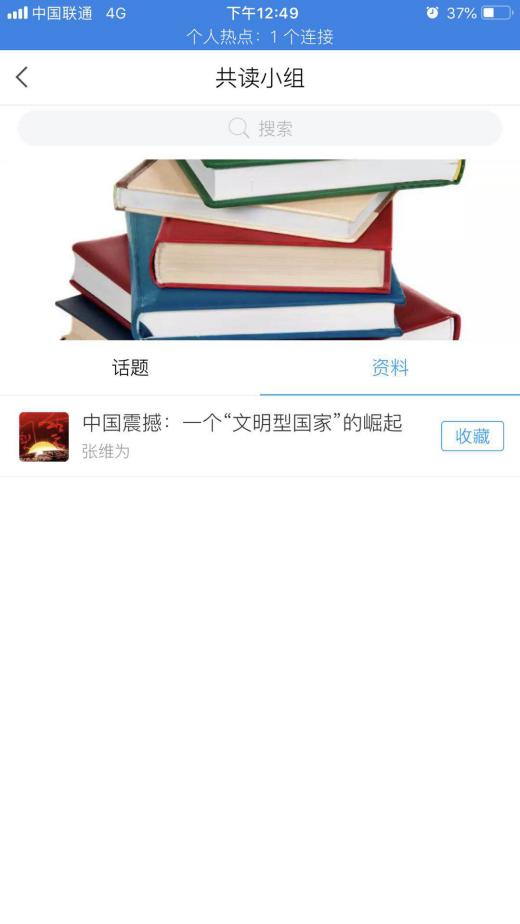 中国联通 4G 下午12:49 37%
个人热点：1 个连接
共读小组
搜索
话题 资料
中国震撼：一个“文明型国家”的崛起
张维为
收藏